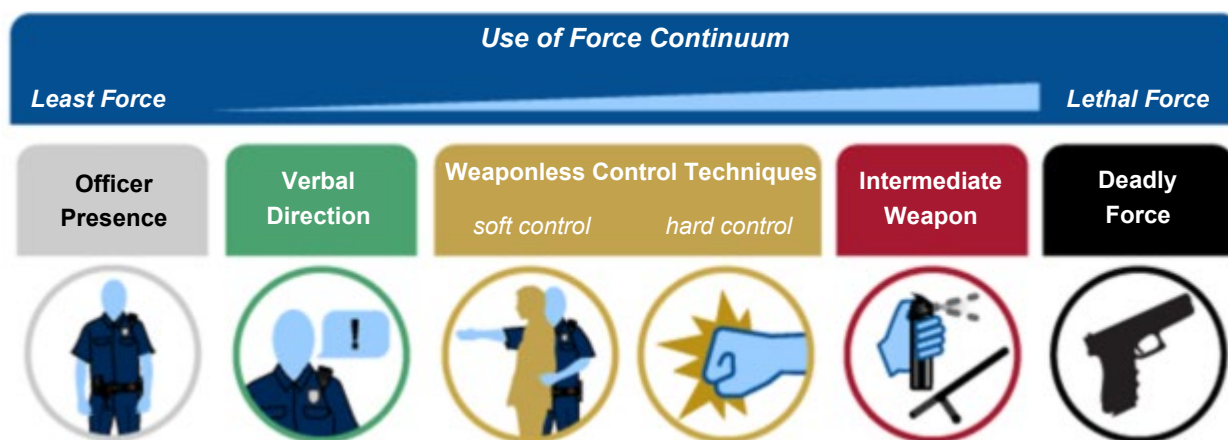 Use of Force Continuum
Least Force
Lethal Force
Officer
Presence
Verbal
Direction
Weaponless Control Techniques
soft control
hard control
Intermediate
Weapon
Deadly
Force
!